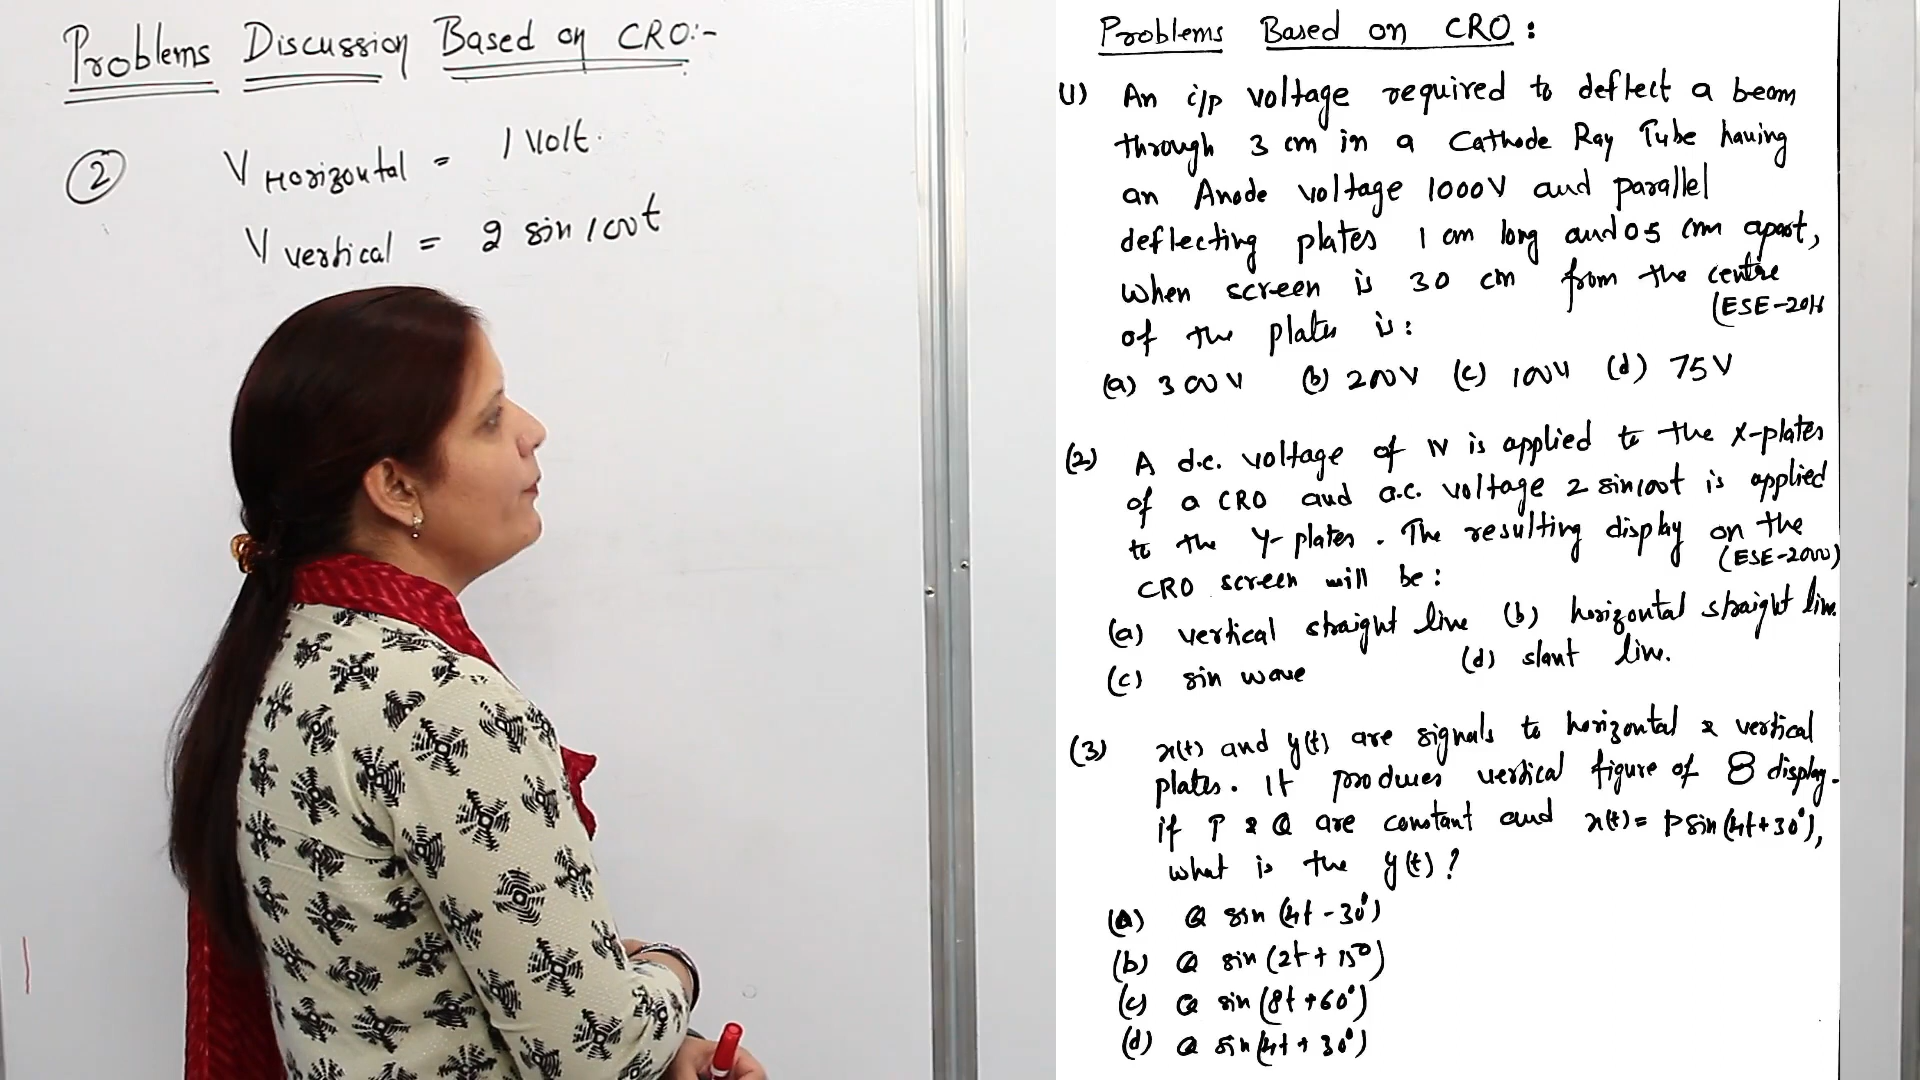 Problems Discussion Based on CRO:-
② V Horizontal = 1 Volt.
V vertical = 2 sin 100t
Problems Based on CRO :
(1) An i/p voltage required to deflect a beam
through 3 cm in a Cathode Ray Tube having
an Anode voltage 1000V and parallel
deflecting plates 1 cm long and 0.5 cm apart,
when screen is 30 cm from the centre
of the plates is:
(a) 300V (b) 200V (c) 100V (d) 75V
(2) A d.c. voltage of 1V is applied to the X-plates
of a CRO and a.c. voltage 2 sin100t is applied
to the Y-plates. The resulting display on the
(ESE-2000)
CRO screen will be:
(a) vertical straight line (b) horizontal straight line.
(c) sin wave (d) slant line.
(3) x(t) and y(t) are signals to horizontal & vertical
plates. It produces vertical figure of 8 display.
if P & Q are constant and x(t) = P sin (4t+30°),
what is the y(t)?
(a) Q sin (4t-30°)
(b) Q sin (2t+15°)
(c) Q sin (8t+60°)
(d) Q sin (4t+30°)